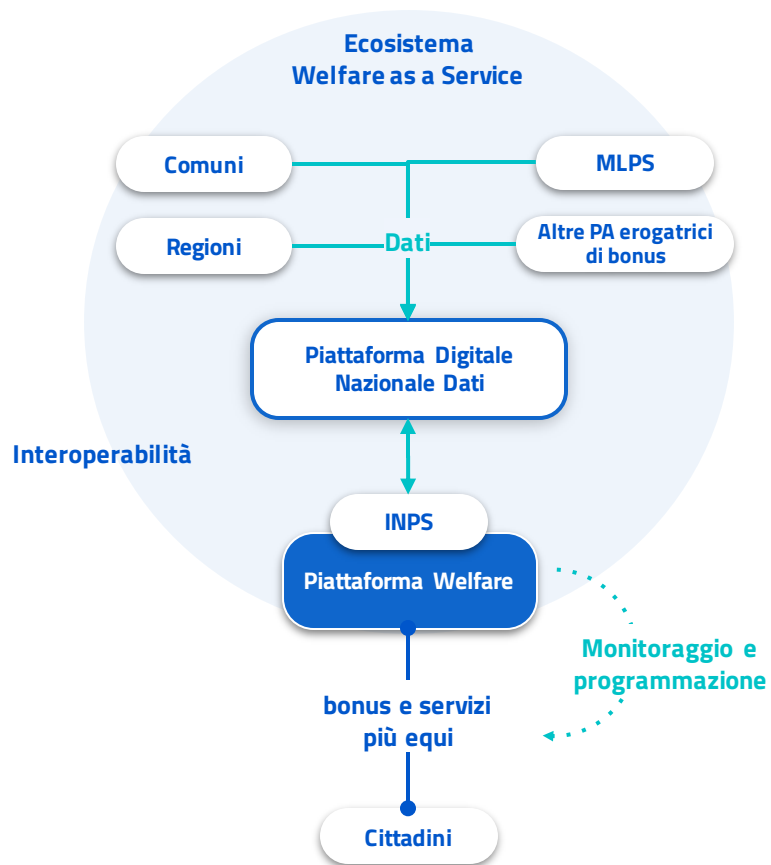 Ecosistema
Welfare as a Service
Comuni
MLPS
Regioni
Dati
Altre PA erogatrici
di bonus
Piattaforma Digitale
Nazionale Dati
Interoperabilità
INPS
Piattaforma Welfare
Monitoraggio e
programmazione
bonus e servizi
più equi
Cittadini